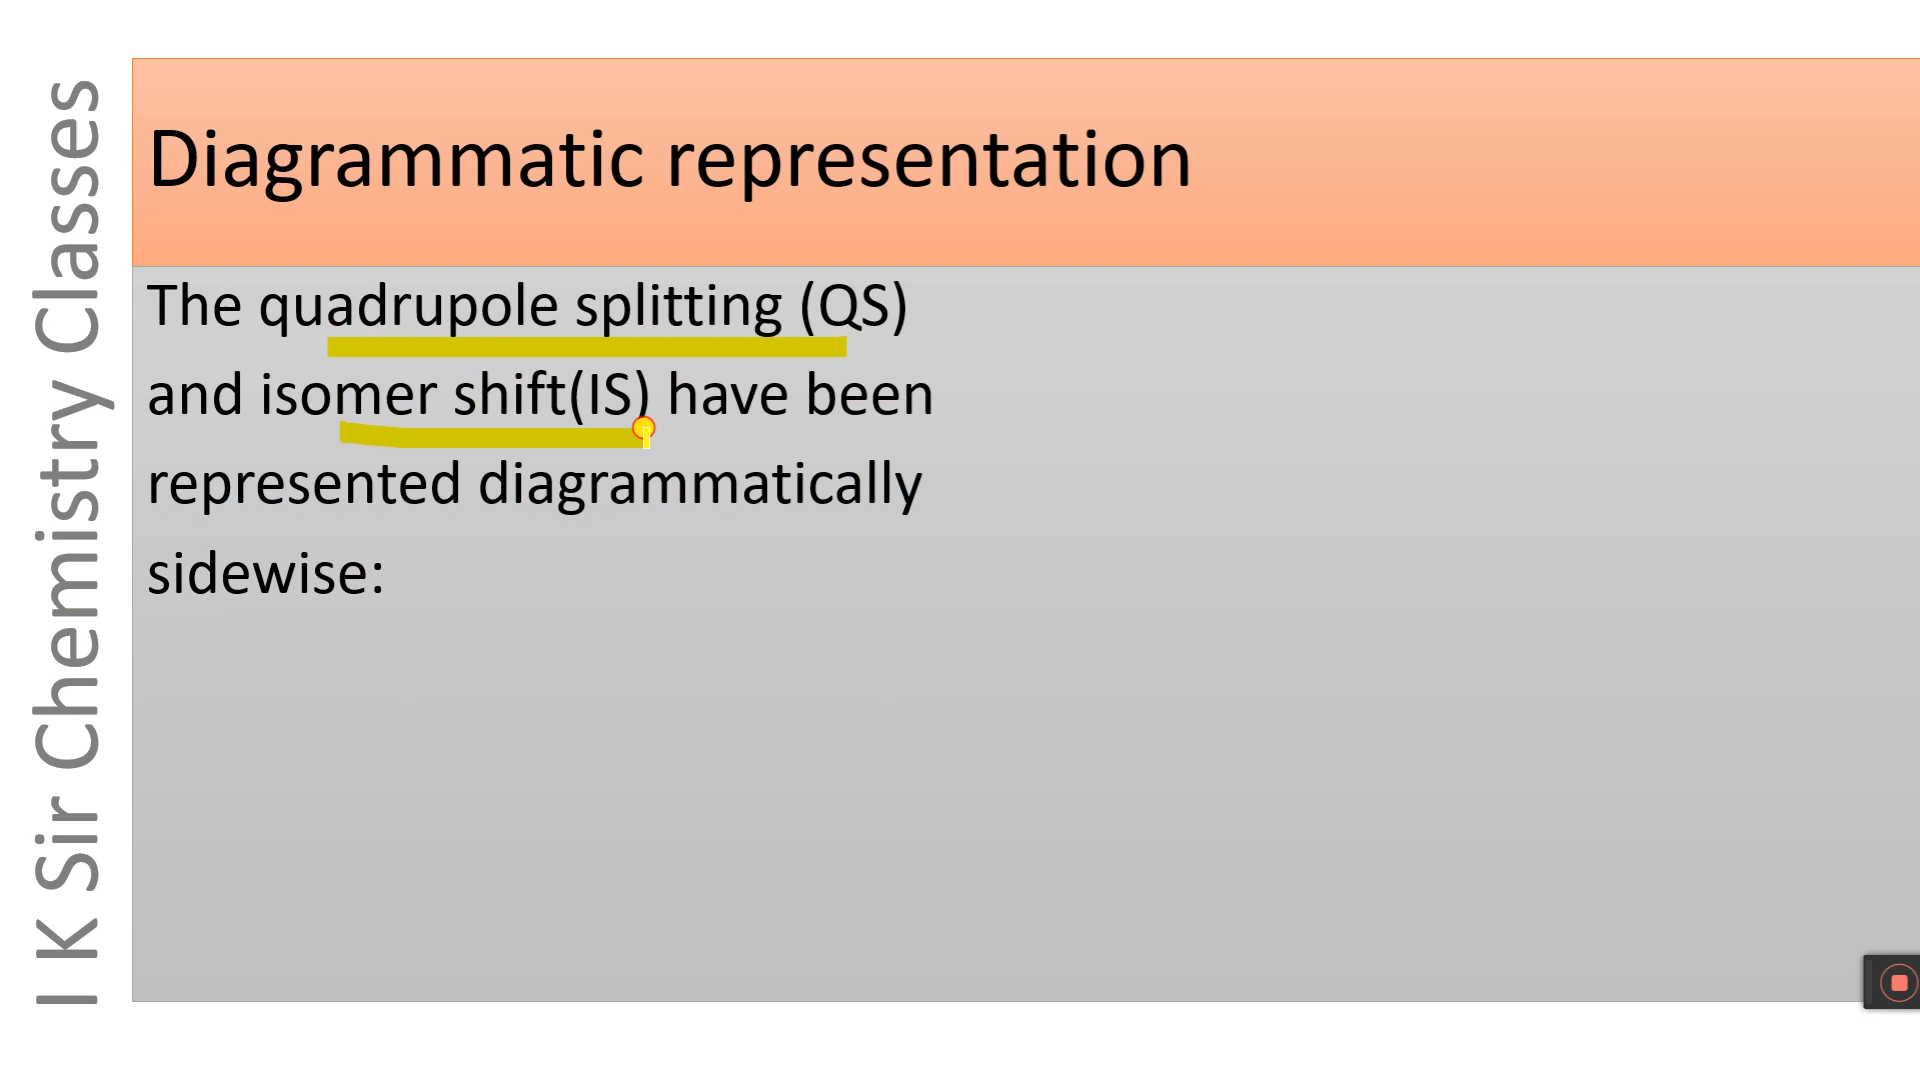 I K Sir Chemistry Classes
Diagrammatic representation
The quadrupole splitting (QS)
and isomer shift(IS) have been
represented diagrammatically
sidewise: